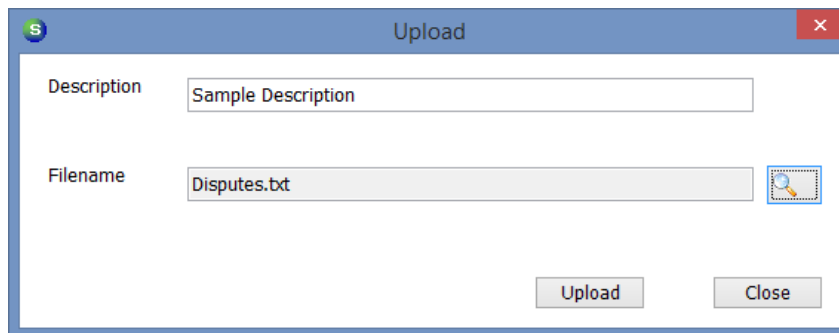 S
Upload
Description
Sample Description
Filename
Disputes.txt
Upload Close